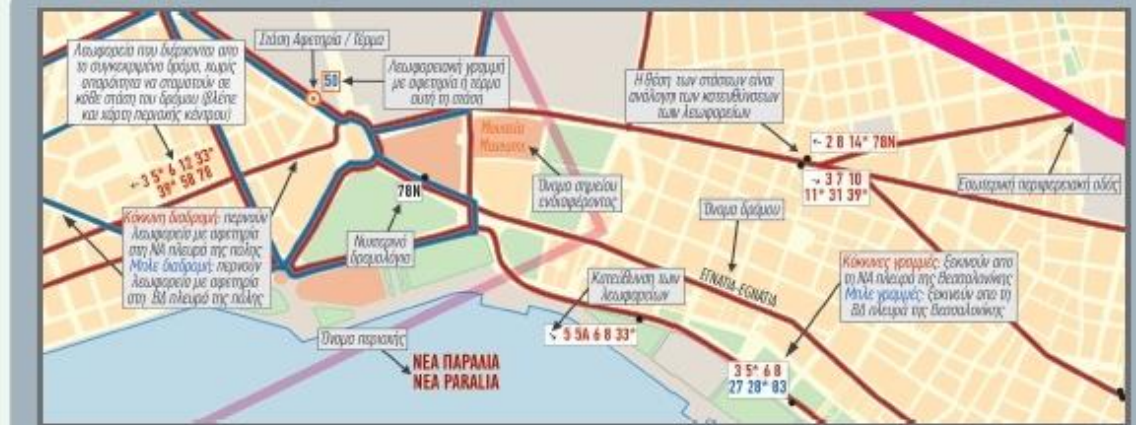 Λεωφορεία που διέρχονται απο
το συγκεκριμένο δρόμο, χωρίς
απαραίτητα να σταματούν σε
κάθε στάση του δρόμου (βλέπε
και χάρτη περιοχής κέντρου)
Στάση Αφετηρία / Τέρμα
50
Λεωφορειακή γραμμή
με αφετηρία ή τέρμα
αυτή τη στάση
Η θέση των στάσεων είναι
ανάλογη των κατευθύνσεων
των λεωφορείων
← 2 8 14* 78N
→ 3 7 10
11* 31 39*
Εσωτερική περιφερειακή οδός
← 3 5* 6 12 33*
39* 58 78
Μουσεία
Museums
Όνομα σημείου
ενδιαφέροντος
78N
Νυχτερινό
δρομολόγιο
Κόκκινη διαδρομή: περνούν
λεωφορεία με αφετηρία
στη ΝΑ πλευρά της πόλης
Μπλε διαδρομή: περνούν
λεωφορεία με αφετηρία
στη ΒΔ πλευρά της πόλης
Όνομα δρόμου
ΕΓΝΑΤΙΑ-EGNATIA
Κόκκινες γραμμές: ξεκινούν απο
τη ΝΑ πλευρά της Θεσσαλονίκης
Μπλε γραμμές: ξεκινούν απο τη
ΒΔ πλευρά της Θεσσαλονίκης
Κατεύθυνση των
λεωφορείων
5 5A 6 8 33*
Όνομα περιοχής
ΝΕΑ ΠΑΡΑΛΙΑ
NEA PARALIA
3 5* 6 8
27 28* 83